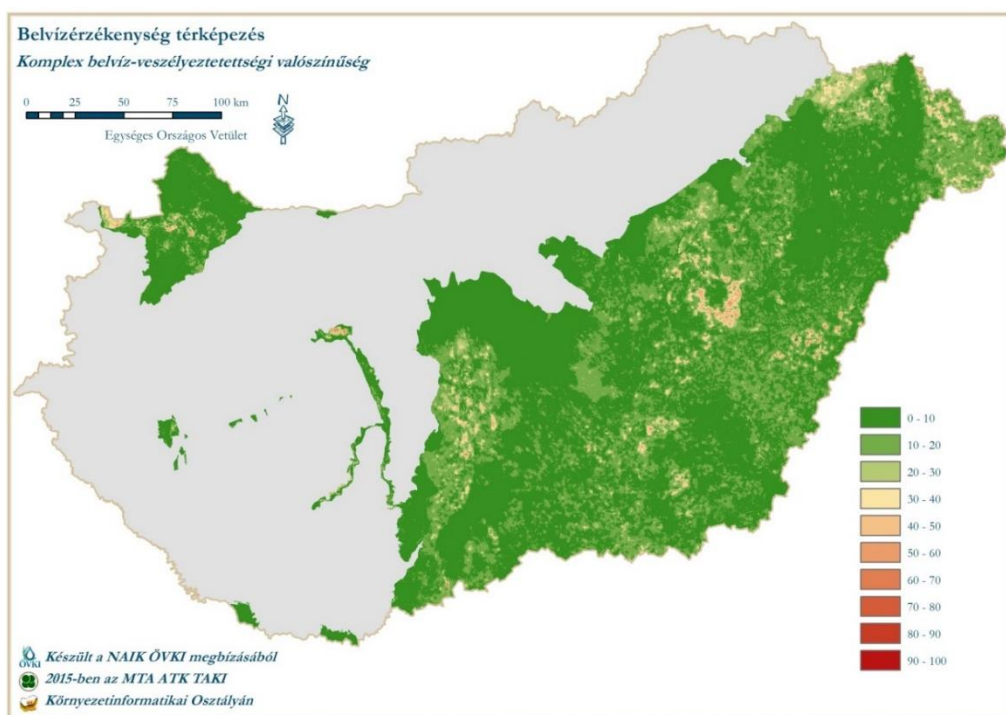 Belvízérzékenység térképezés
Komplex belvíz-veszélyeztetettségi valószínűség
0 25 50 75 100 km
N
Egységes Országos Vetület
0 - 10
10 - 20
20 - 30
30 - 40
40 - 50
50 - 60
60 - 70
70 - 80
80 - 90
90 - 100
ÖVKI Készült a NAIK ÖVKI megbízásából
2015-ben az MTA ATK TAKI
Környezetinformatikai Osztályán